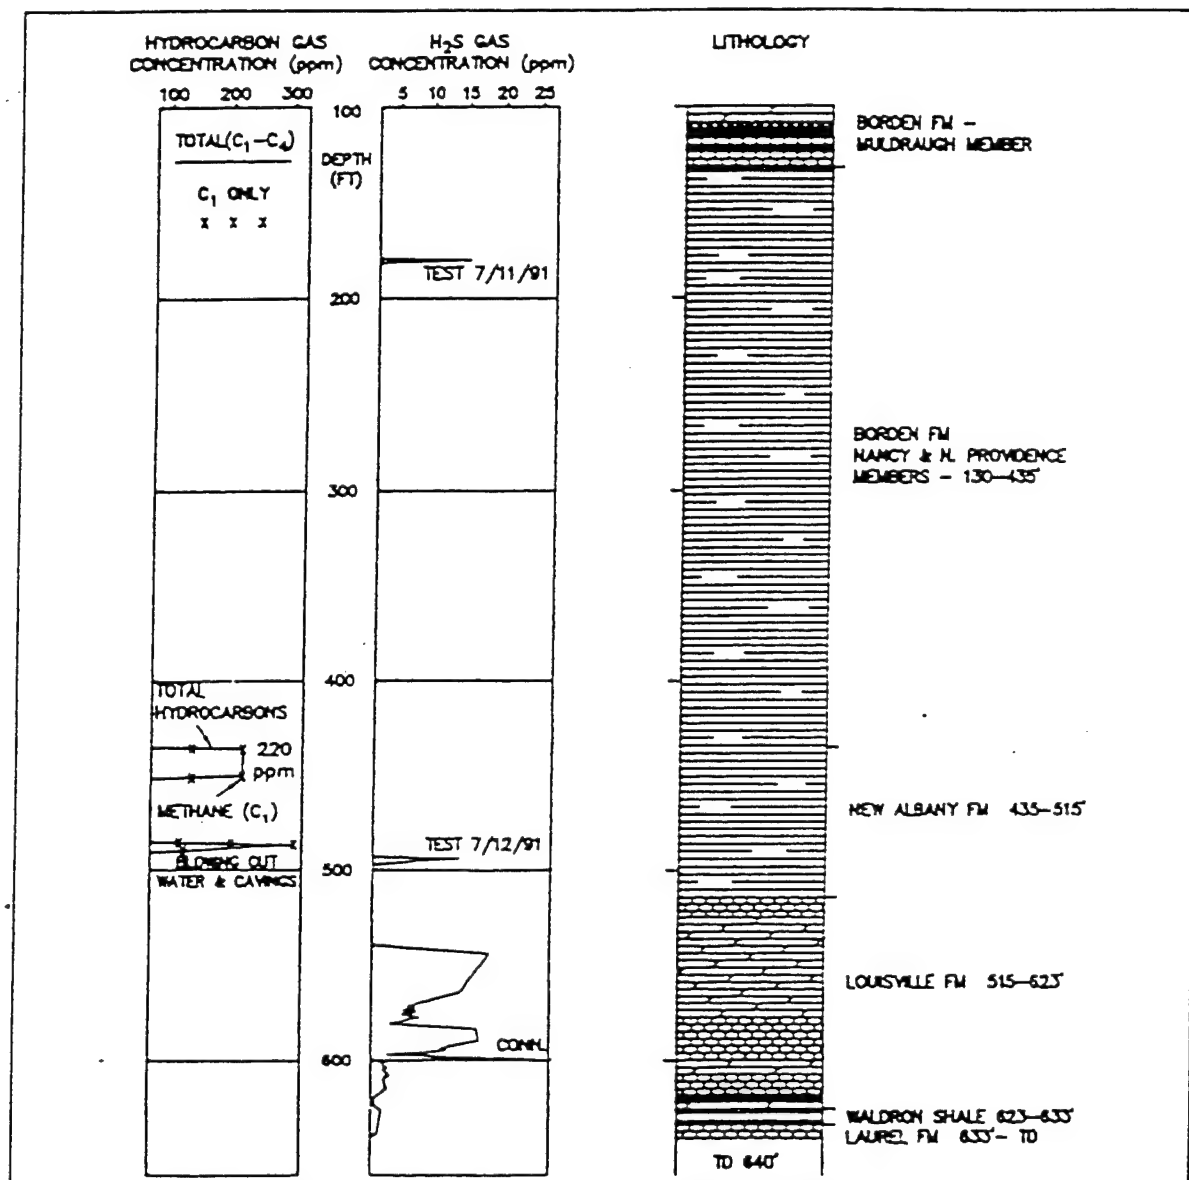 HYDROCARBON GAS
CONCENTRATION (ppm)
H₂S GAS
CONCENTRATION (ppm)
LITHOLOGY
100 200 300
5 10 15 20 25
100
TOTAL(C₁-C₄)
C₁ ONLY
x x x
DEPTH
(FT)
BORDEN FM -
MULDRAUGH MEMBER
TEST 7/11/91
200
BORDEN FM
NANCY & N. PROVIDENCE
MEMBERS - 130-435'
300
400
TOTAL
HYDROCARBONS
220
ppm
METHANE (C₁)
NEW ALBANY FM 435-515'
TEST 7/12/91
BLOWING OUT
500
WATER & CAVINGS
LOUISVILLE FM 515-623'
CONN.
600
WALDRON SHALE 623-633'
LAUREL FM 633'- TD
TD 640'